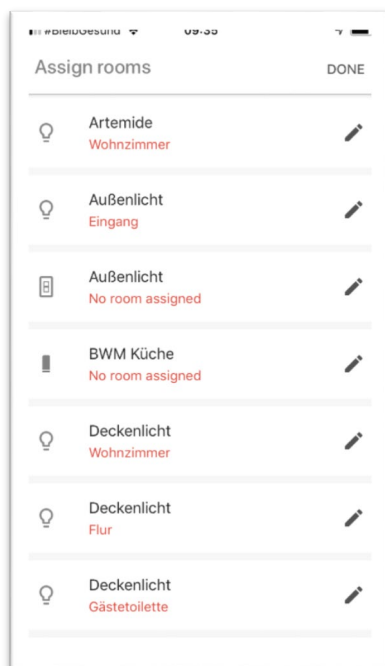 #BleibGesund 09:35
Assign rooms DONE
Artemide
Wohnzimmer
Außenlicht
Eingang
Außenlicht
No room assigned
BWM Küche
No room assigned
Deckenlicht
Wohnzimmer
Deckenlicht
Flur
Deckenlicht
Gästetoilette